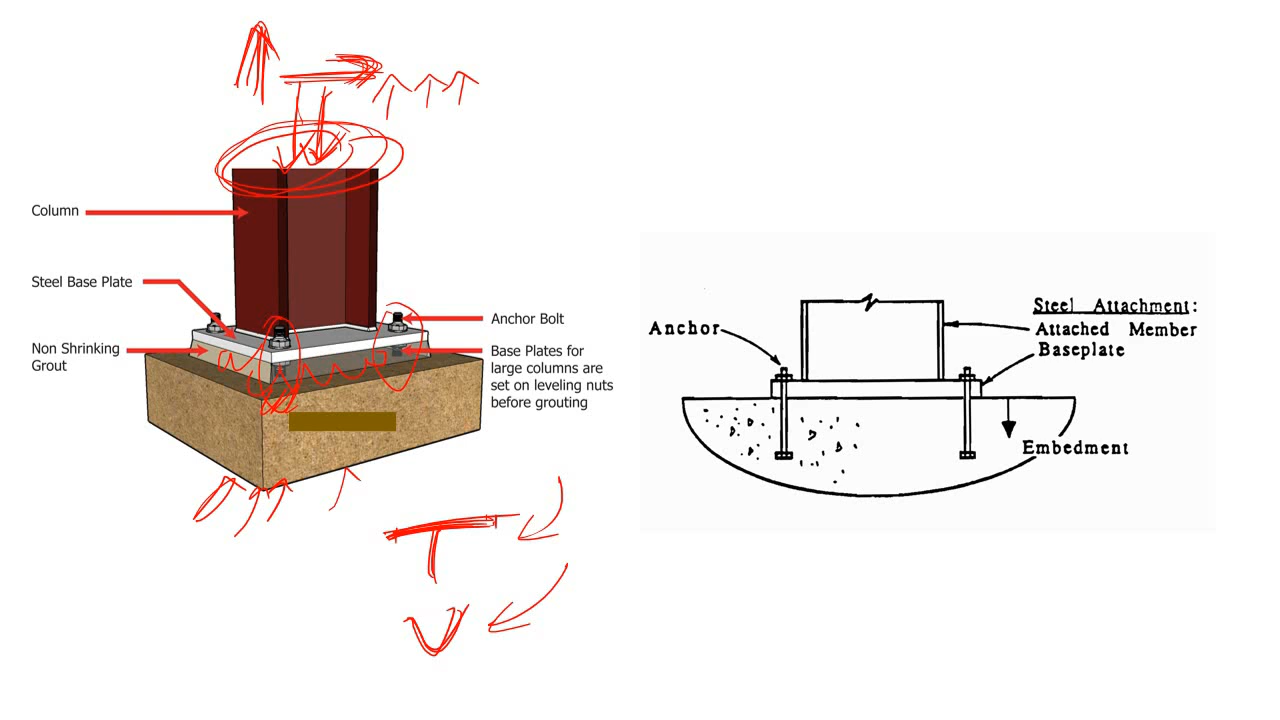 Column
Steel Base Plate
Non Shrinking
Grout
Anchor Bolt
Base Plates for
large columns are
set on leveling nuts
before grouting
T
V
Anchor
Steel Attachment:
Attached Member
Baseplate
Embedment